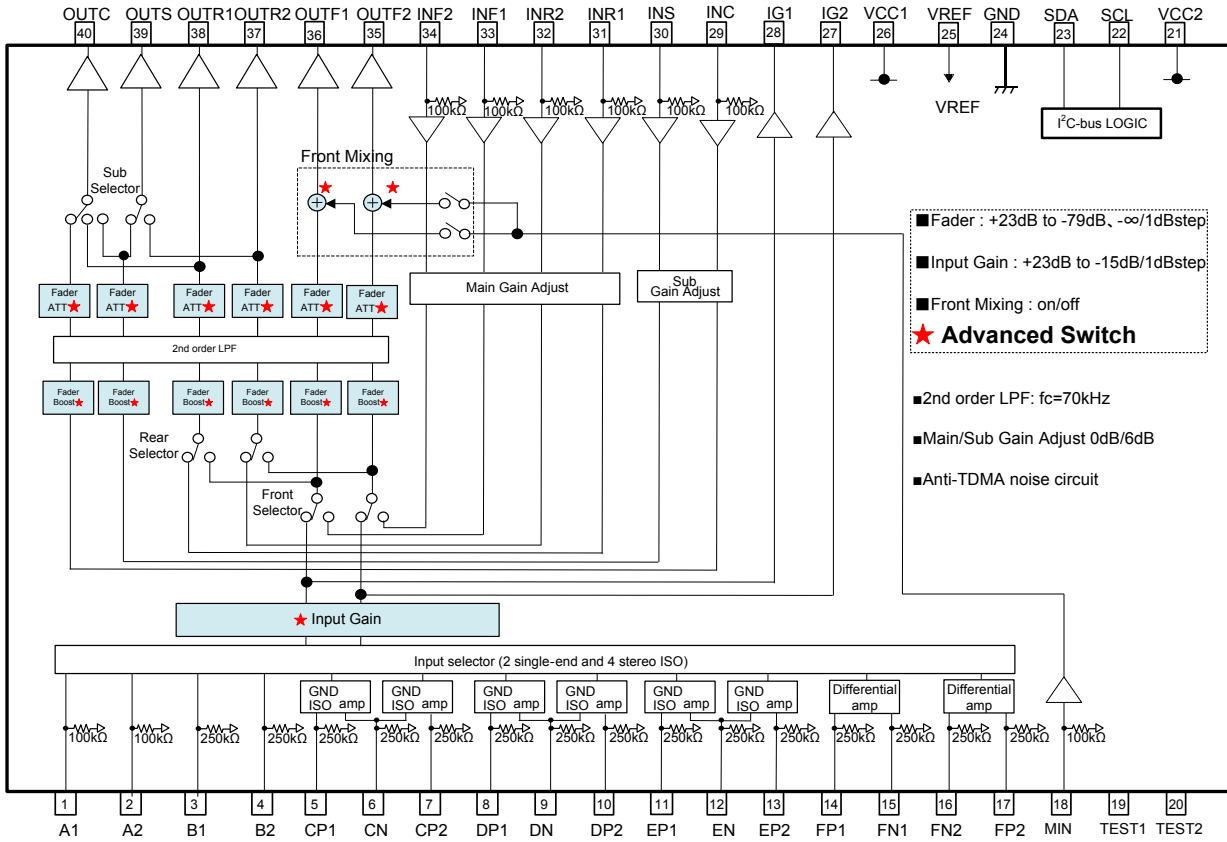 OUTC OUTS OUTR1 OUTR2 OUTF1 OUTF2 INF2 INF1 INR2 INR1 INS INC IG1 IG2 VCC1 VREF GND SDA SCL VCC2
40 39 38 37 36 35 34 33 32 31 30 29 28 27 26 25 24 23 22 21
100kΩ 100kΩ 100kΩ 100kΩ 100kΩ 100kΩ
VREF
I²C-bus LOGIC
Front Mixing
Sub
Selector
■Fader : +23dB to -79dB、-∞/1dBstep
■Input Gain : +23dB to -15dB/1dBstep
■Front Mixing : on/off
★ Advanced Switch
Main Gain Adjust
Sub
Gain Adjust
Fader Fader Fader Fader Fader Fader
ATT★ ATT★ ATT★ ATT★ ATT★ ATT★
2nd order LPF
Fader Fader Fader Fader Fader Fader
Boost★ Boost★ Boost★ Boost★ Boost★ Boost★
■2nd order LPF: fc=70kHz
■Main/Sub Gain Adjust 0dB/6dB
■Anti-TDMA noise circuit
Rear
Selector
Front
Selector
★ Input Gain
Input selector (2 single-end and 4 stereo ISO)
GND GND GND GND GND GND Differential Differential
ISO amp ISO amp ISO amp ISO amp ISO amp ISO amp amp amp
100kΩ 100kΩ 250kΩ 250kΩ 250kΩ 250kΩ 250kΩ 250kΩ 250kΩ 250kΩ 250kΩ 250kΩ 250kΩ 250kΩ 250kΩ 250kΩ 250kΩ 100kΩ
1 2 3 4 5 6 7 8 9 10 11 12 13 14 15 16 17 18 19 20
A1 A2 B1 B2 CP1 CN CP2 DP1 DN DP2 EP1 EN EP2 FP1 FN1 FN2 FP2 MIN TEST1 TEST2